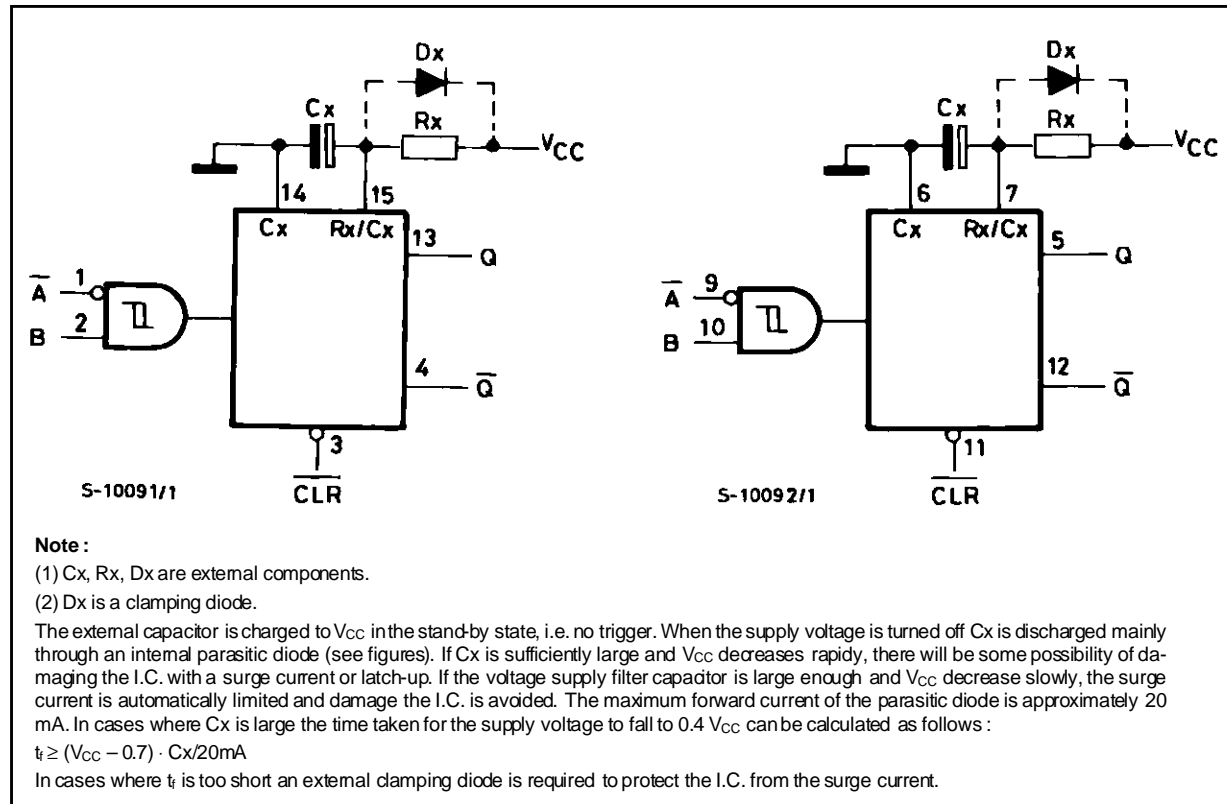 Dx
Cx
Rx
VCC
14
15
Cx
Rx/Cx
13
Q
A̅
1
B
2
4
Q̅
3
C̅L̅R̅
S-10091/1
Dx
Cx
Rx
VCC
6
7
Cx
Rx/Cx
5
Q
A̅
9
B
10
12
Q̅
11
C̅L̅R̅
S-10092/1
Note :
(1) Cx, Rx, Dx are external components.
(2) Dx is a clamping diode.
The external capacitor is charged to VCC in the stand-by state, i.e. no trigger. When the supply voltage is turned off Cx is discharged mainly
through an internal parasitic diode (see figures). If Cx is sufficiently large and VCC decreases rapidly, there will be some possibility of da-
maging the I.C. with a surge current or latch-up. If the voltage supply filter capacitor is large enough and VCC decrease slowly, the surge
current is automatically limited and damage the I.C. is avoided. The maximum forward current of the parasitic diode is approximately 20
mA. In cases where Cx is large the time taken for the supply voltage to fall to 0.4 VCC can be calculated as follows :
tf ≥ (VCC – 0.7) · Cx/20mA
In cases where tf is too short an external clamping diode is required to protect the I.C. from the surge current.